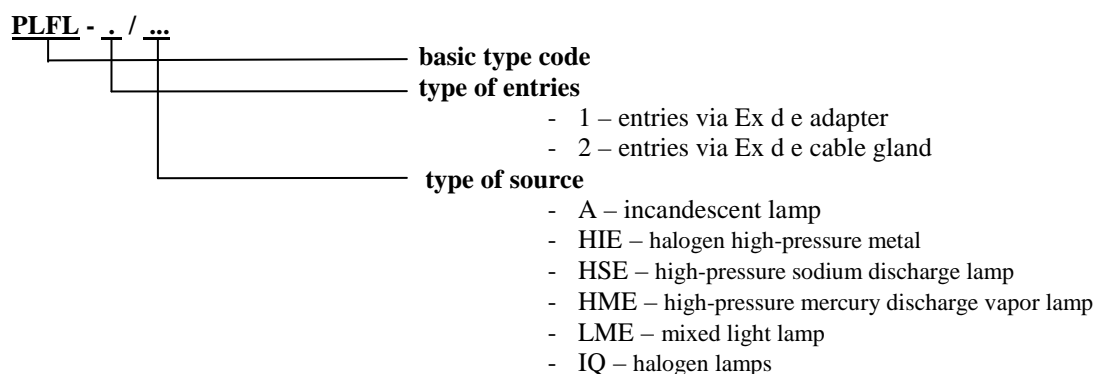 PLFL - . / ...
basic type code
type of entries
- 1 – entries via Ex d e adapter
- 2 – entries via Ex d e cable gland
type of source
- A – incandescent lamp
- HIE – halogen high-pressure metal
- HSE – high-pressure sodium discharge lamp
- HME – high-pressure mercury discharge vapor lamp
- LME – mixed light lamp
- IQ – halogen lamps